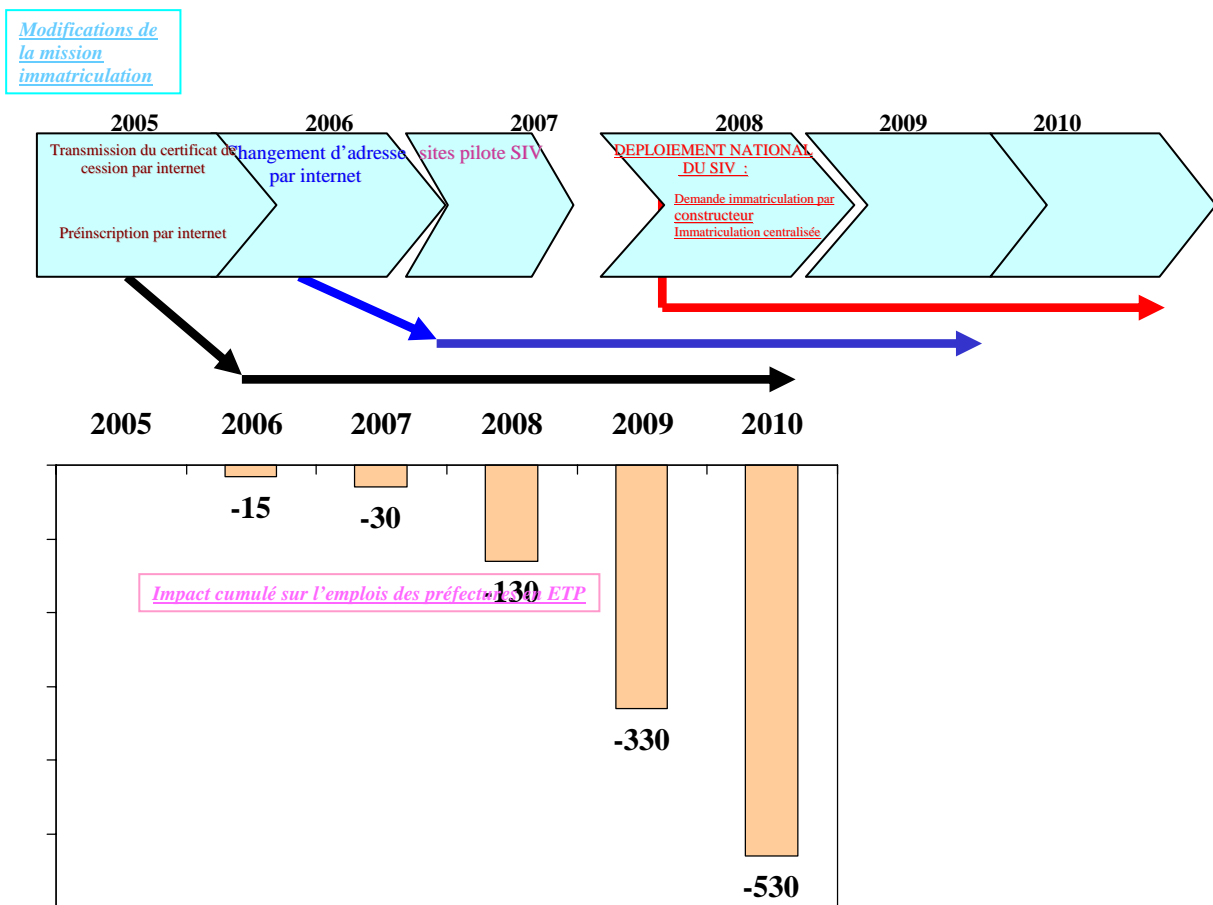 Modifications de
la mission
immatriculation
2005 2006 2007 2008 2009 2010
Transmission du certificat de
cession par internet
Préinscription par internet
Changement d'adresse
par internet
sites pilote SIV
DEPLOIEMENT NATIONAL
DU SIV :
Demande immatriculation par
constructeur
Immatriculation centralisée
2005 2006 2007 2008 2009 2010
-15
-30
-130
Impact cumulé sur l'emplois des préfectures en ETP
-330
-530